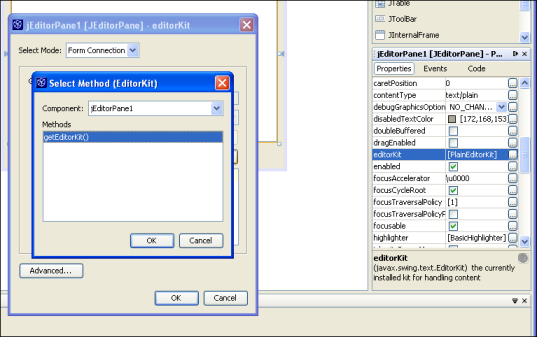 jEditorPane1 [JEditorPane] - editorKit
Select Mode: Form Connection
Select Method (EditorKit)
Component: jEditorPane1
Methods
getEditorKit()
OK Cancel
Advanced...
OK Cancel
JTable
JToolBar
JInternalFrame
jEditorPane1 [JEditorPane] - P...
Properties Events Code
caretPosition 0
contentType text/plain
debugGraphicsOption NO_CHAN...
disabledTextColor [172,168,153]
doubleBuffered
dragEnabled
editorKit [PlainEditorKit]
enabled
focusAccelerator \u0000
focusCycleRoot
focusTraversalPolicy [1]
focusTraversalPolicyP
focusable
highlighter [BasicHighlighter]
editorKit
(javax.swing.text.EditorKit) the currently
installed kit for handling content